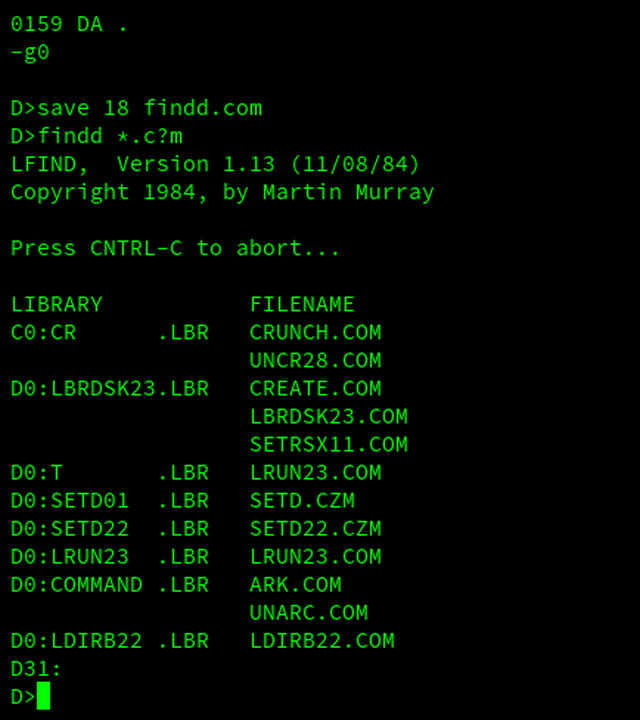 0159 DA .
-g0
D>save 18 findd.com
D>findd *.c?m
LFIND,  Version 1.13 (11/08/84)
Copyright 1984, by Martin Murray
Press CNTRL-C to abort...
LIBRARY           FILENAME
C0:CR      .LBR   CRUNCH.COM
                  UNCR28.COM
D0:LBRDSK23.LBR   CREATE.COM
                  LBRDSK23.COM
                  SETRSX11.COM
D0:T       .LBR   LRUN23.COM
D0:SETD01  .LBR   SETD.CZM
D0:SETD22  .LBR   SETD22.CZM
D0:LRUN23  .LBR   LRUN23.COM
D0:COMMAND .LBR   ARK.COM
                  UNARC.COM
D0:LDIRB22 .LBR   LDIRB22.COM
D31:
D>